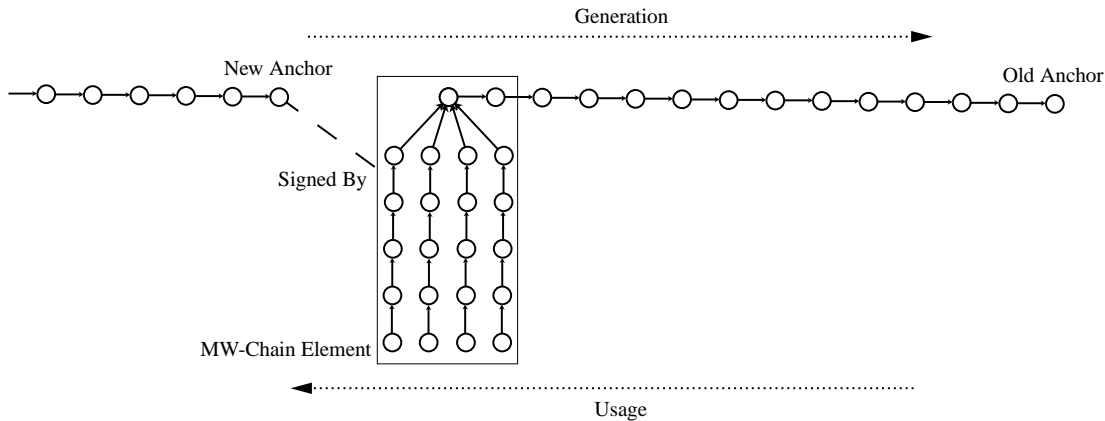 Generation
New Anchor
Old Anchor
Signed By
MW-Chain Element
Usage